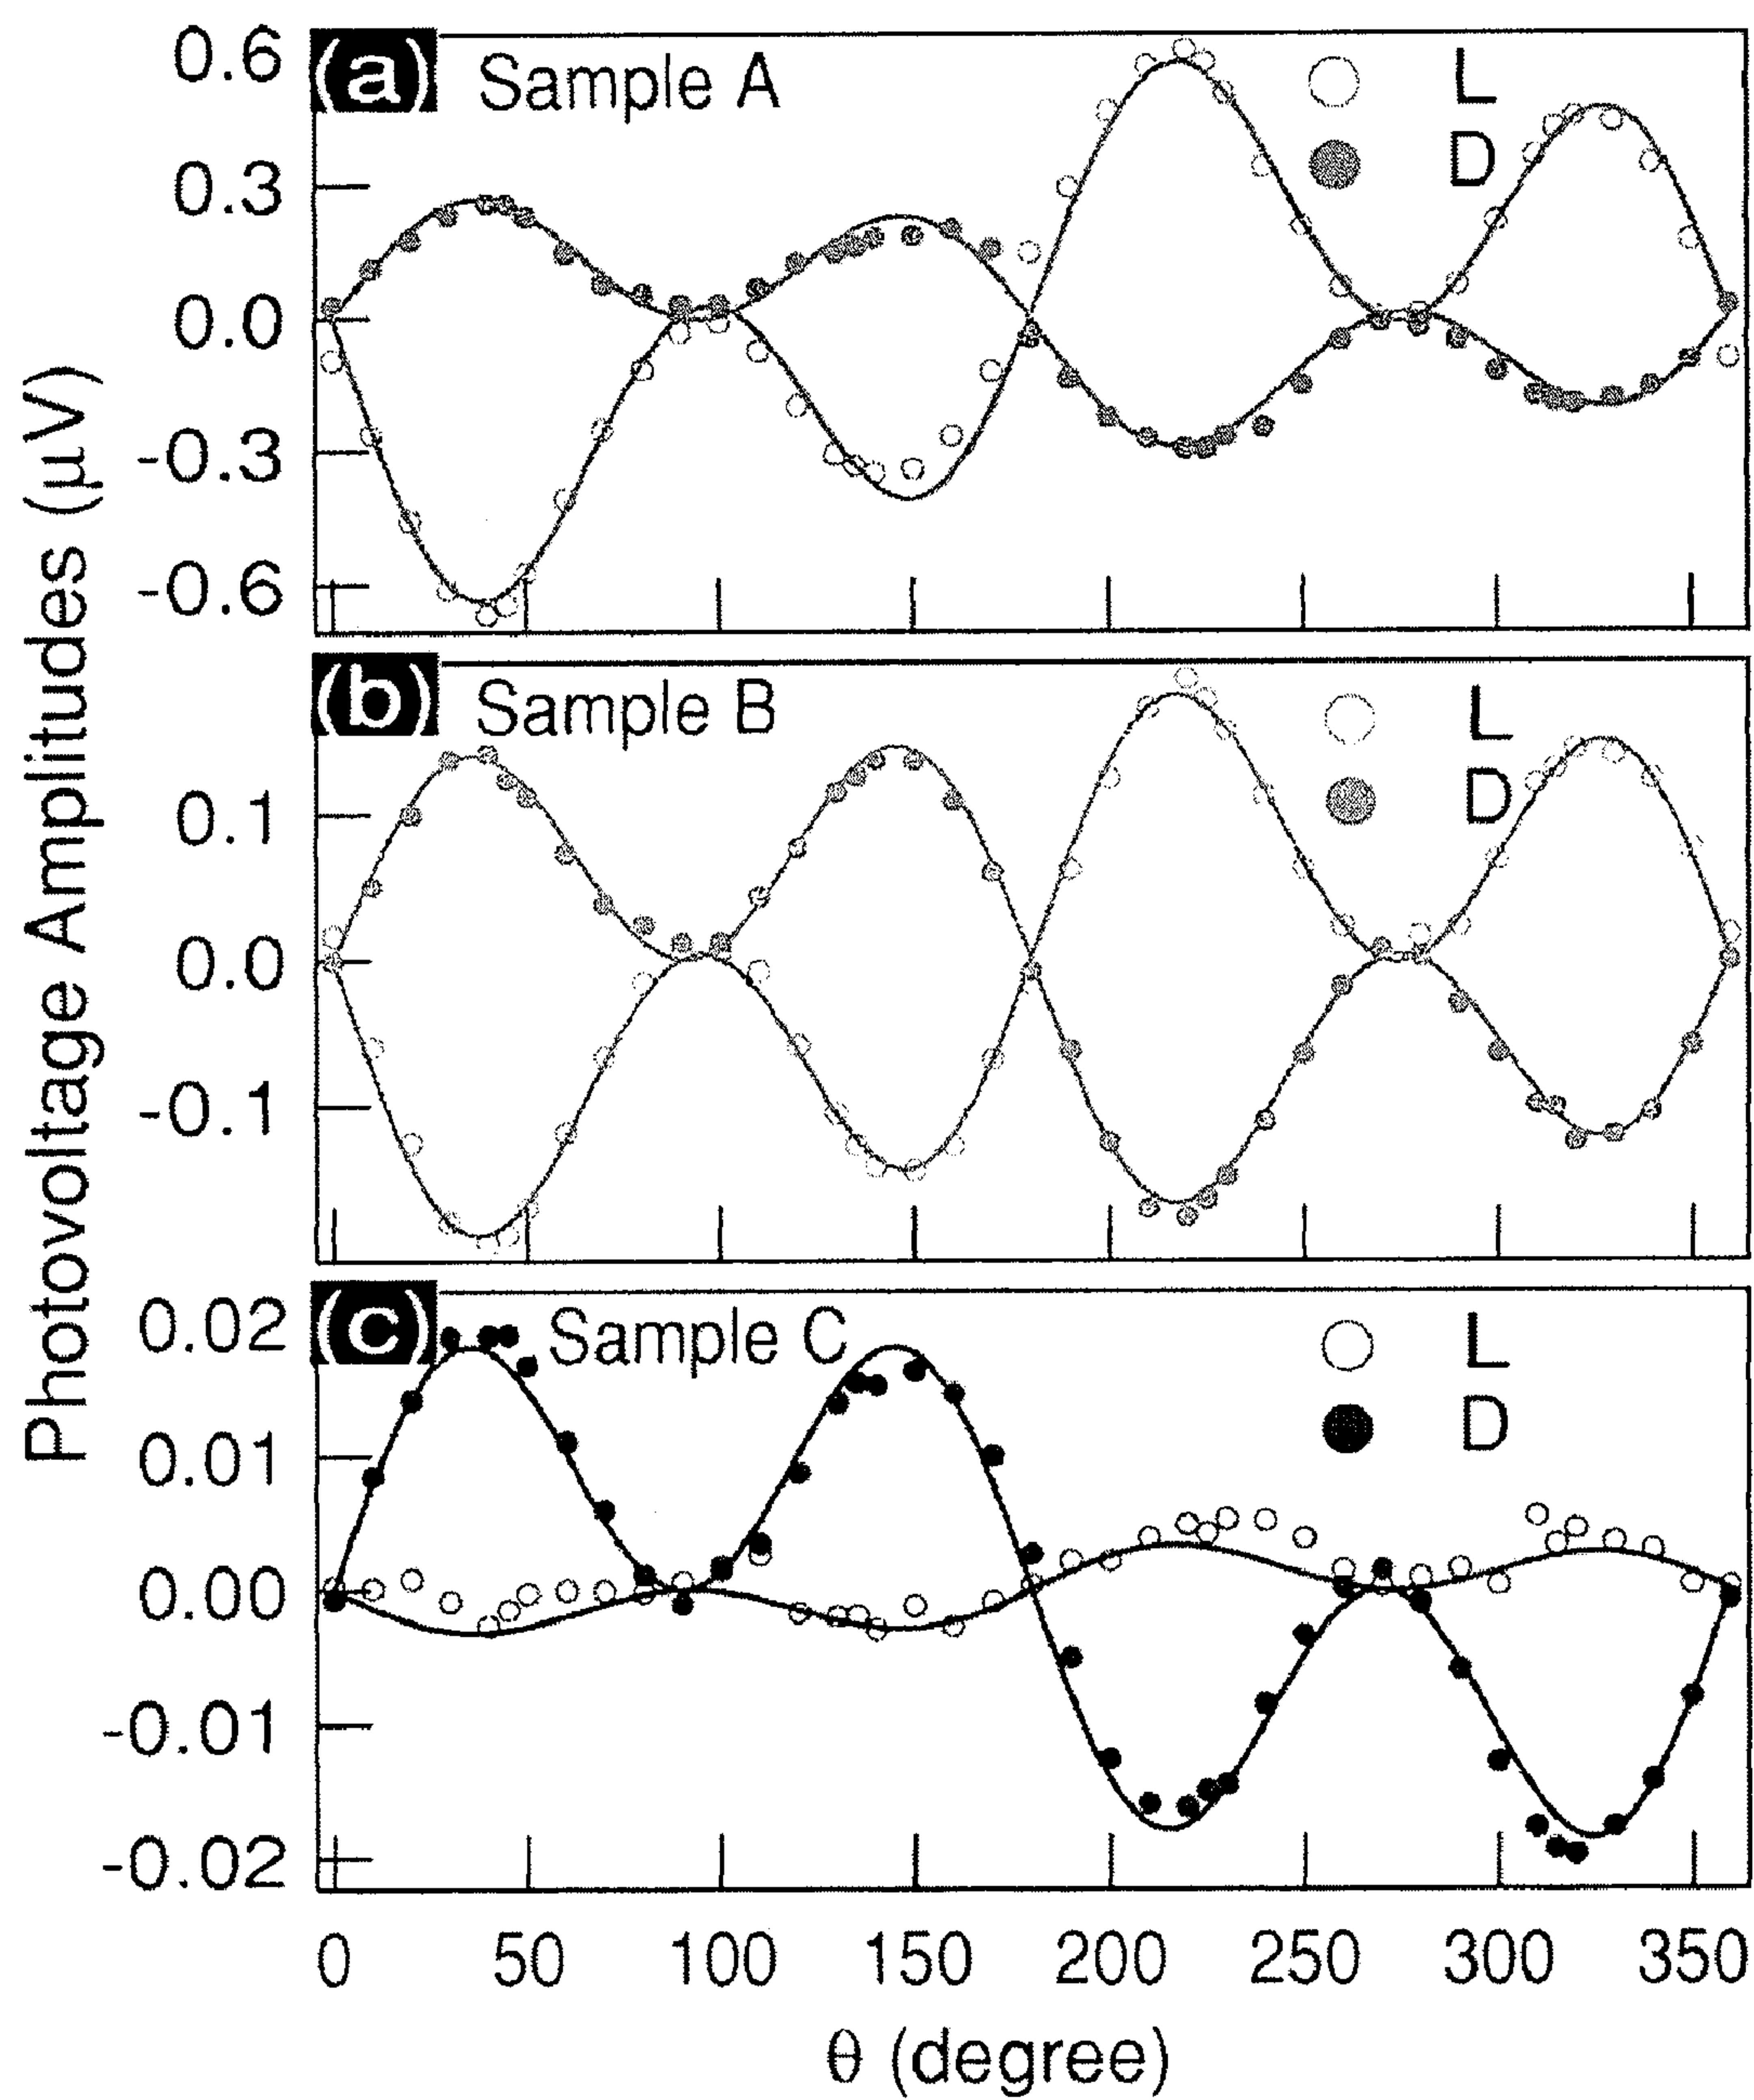 Photovoltage Amplitudes (μV)
(a) Sample A
L
D
0.6
0.3
0.0
-0.3
-0.6
(b) Sample B
L
D
0.1
0.0
-0.1
(c) Sample C
L
D
0.02
0.01
0.00
-0.01
-0.02
0 50 100 150 200 250 300 350
θ (degree)